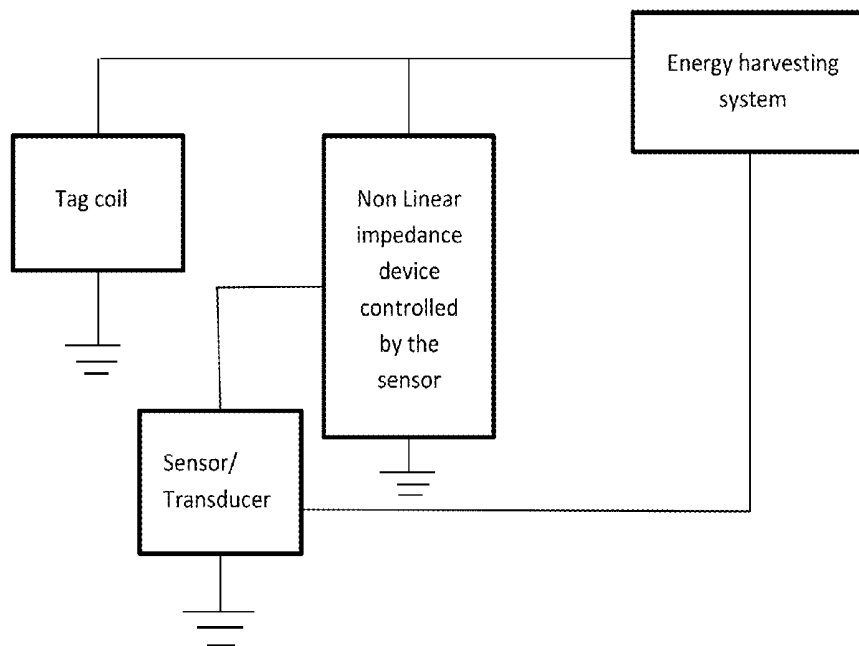 Energy harvesting
system
Tag coil
Non Linear
impedance
device
controlled
by the
sensor
Sensor/
Transducer